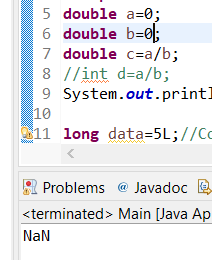 5 double a=0;
6 double b=0;
7 double c=a/b;
8 //int d=a/b;
9 System.out.printl
10
11 long data=5L;//Co
<
Problems @ Javadoc
<terminated> Main [Java Ap
NaN